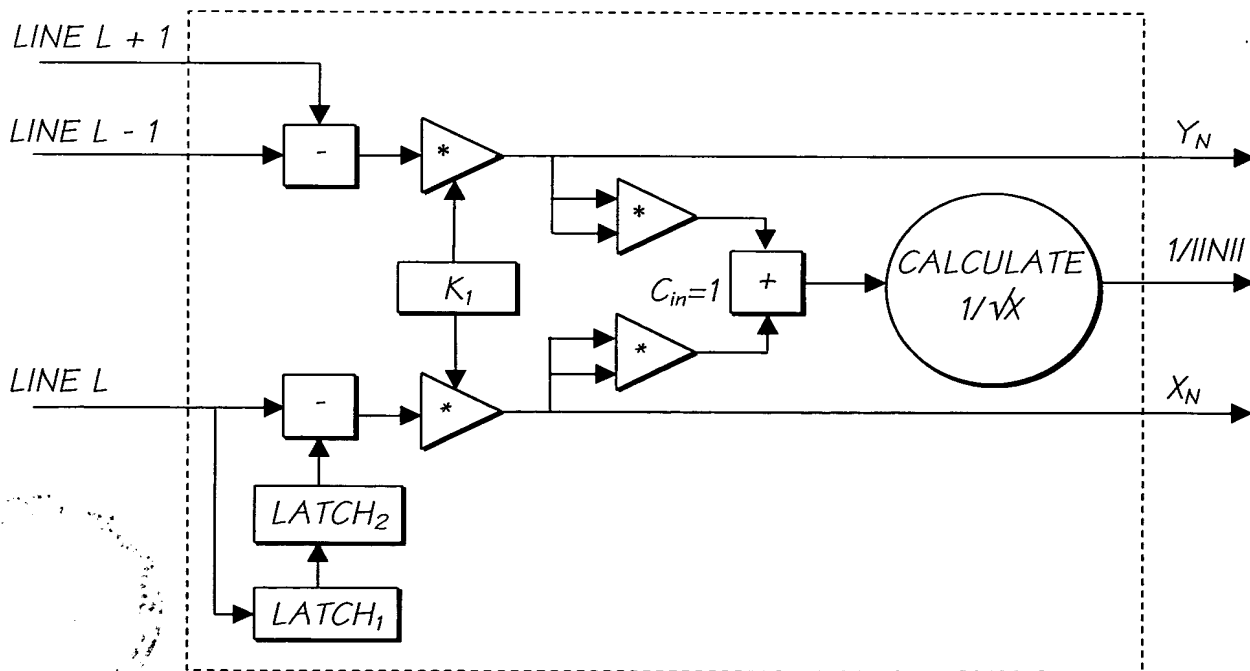 LINE L + 1
LINE L - 1
-
*
Y_N
*
CALCULATE
1/√X
1/||N||
K_1
C_in=1
+
*
LINE L
-
*
X_N
LATCH_2
LATCH_1